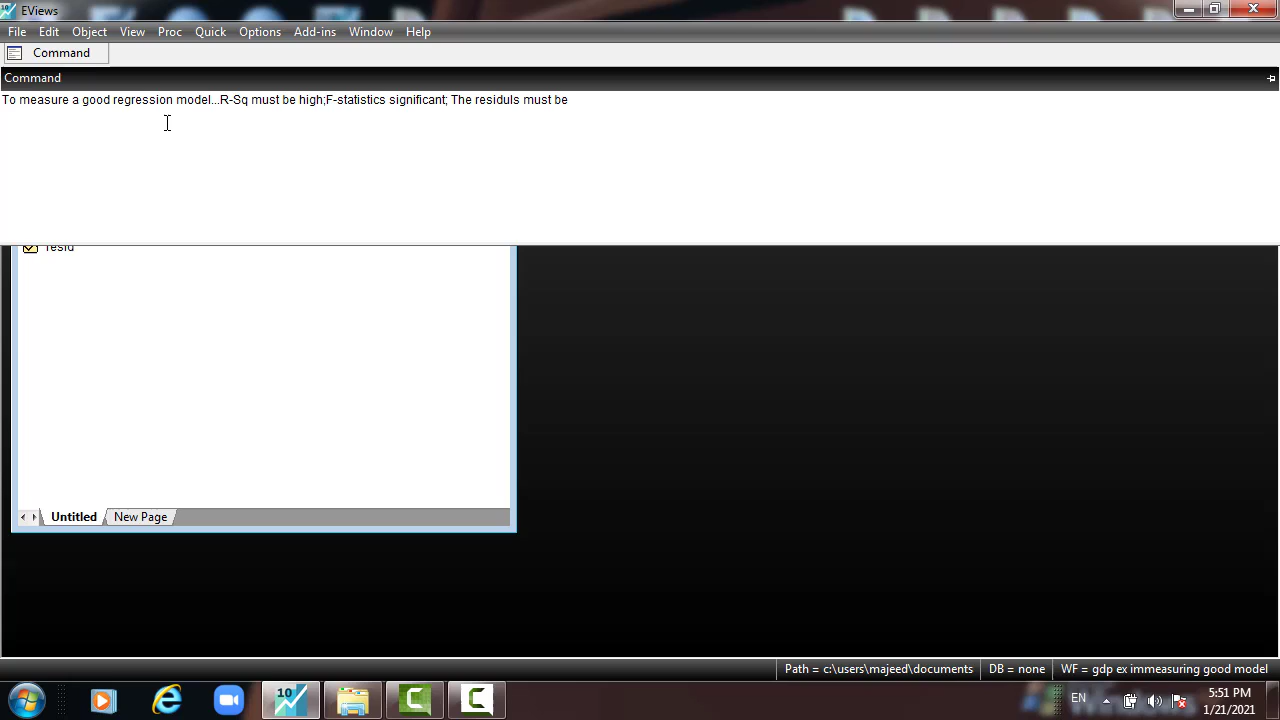 EViews
File Edit Object View Proc Quick Options Add-ins Window Help
Command
Command
To measure a good regression model...R-Sq must be high;F-statistics significant; The residuls must be
resid
Untitled New Page
Path = c:\users\majeed\documents DB = none WF = gdp ex immeasuring good model
10 EN 5:51 PM
1/21/2021